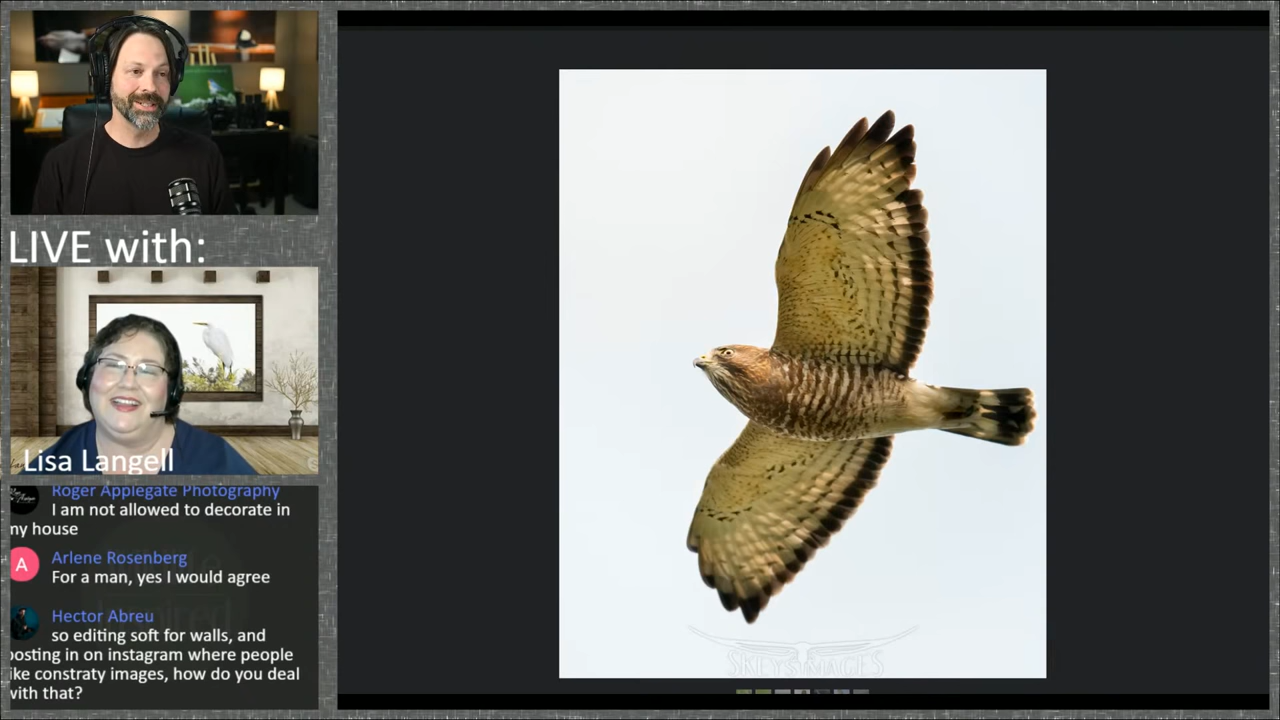 LIVE with:
Lisa Langell
Roger Applegate Photography
I am not allowed to decorate in
my house
A
Arlene Rosenberg
For a man, yes I would agree
Hector Abreu
so editing soft for walls, and
posting in on instagram where people
like constraty images, how do you deal
with that?
SKEYS IMAGES